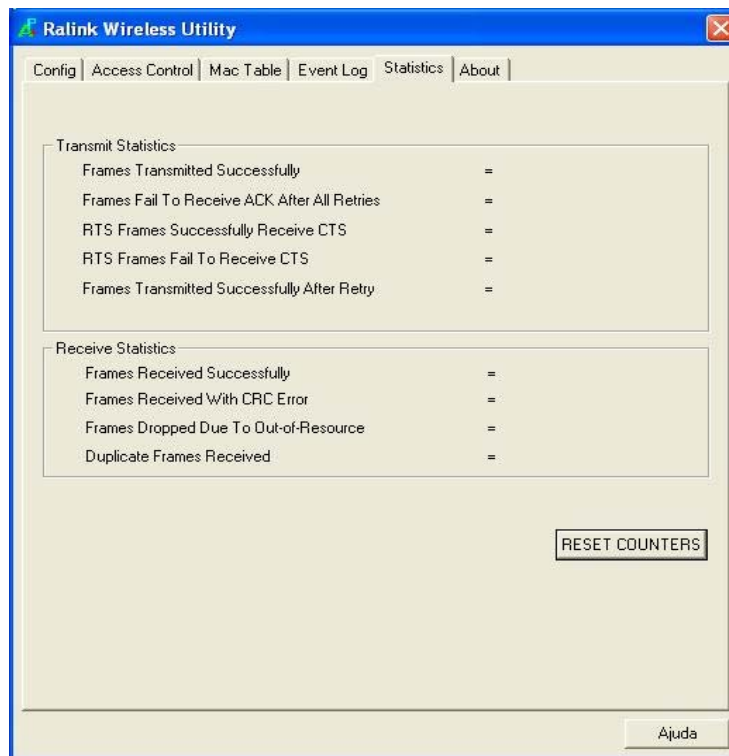 Ralink Wireless Utility
Config Access Control Mac Table Event Log Statistics About
Transmit Statistics
Frames Transmitted Successfully =
Frames Fail To Receive ACK After All Retries =
RTS Frames Successfully Receive CTS =
RTS Frames Fail To Receive CTS =
Frames Transmitted Successfully After Retry =
Receive Statistics
Frames Received Successfully =
Frames Received With CRC Error =
Frames Dropped Due To Out-of-Resource =
Duplicate Frames Received =
RESET COUNTERS
Ajuda